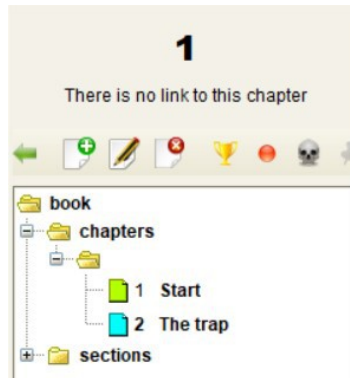 1
There is no link to this chapter
book
chapters
1 Start
2 The trap
sections